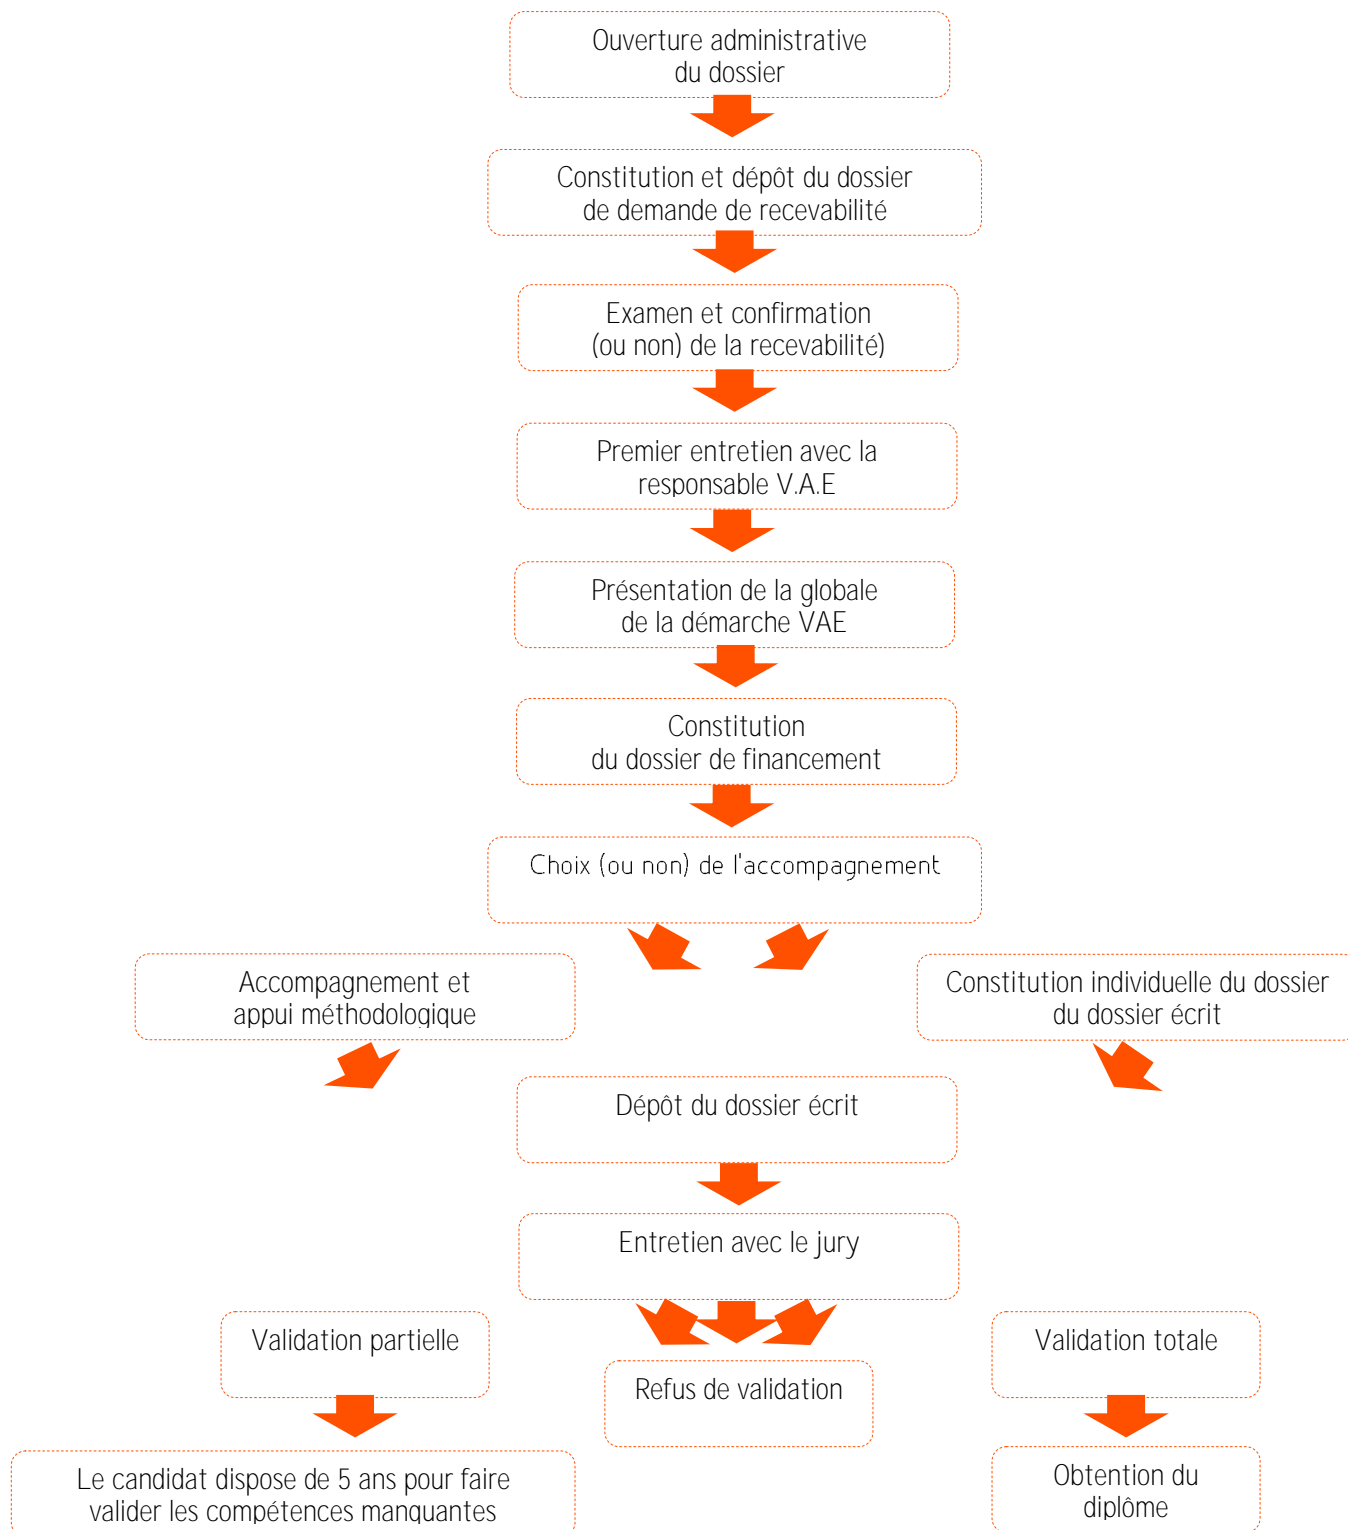 Ouverture administrative
du dossier
Constitution et dépôt du dossier
de demande de recevabilité
Examen et confirmation
(ou non) de la recevabilité)
Premier entretien avec la
responsable V.A.E
Présentation de la globale
de la démarche VAE
Constitution
du dossier de financement
Choix (ou non) de l'accompagnement
Accompagnement et
appui méthodologique
Constitution individuelle du dossier
du dossier écrit
Dépôt du dossier écrit
Entretien avec le jury
Validation partielle
Refus de validation
Validation totale
Le candidat dispose de 5 ans pour faire
valider les compétences manquantes
Obtention du
diplôme